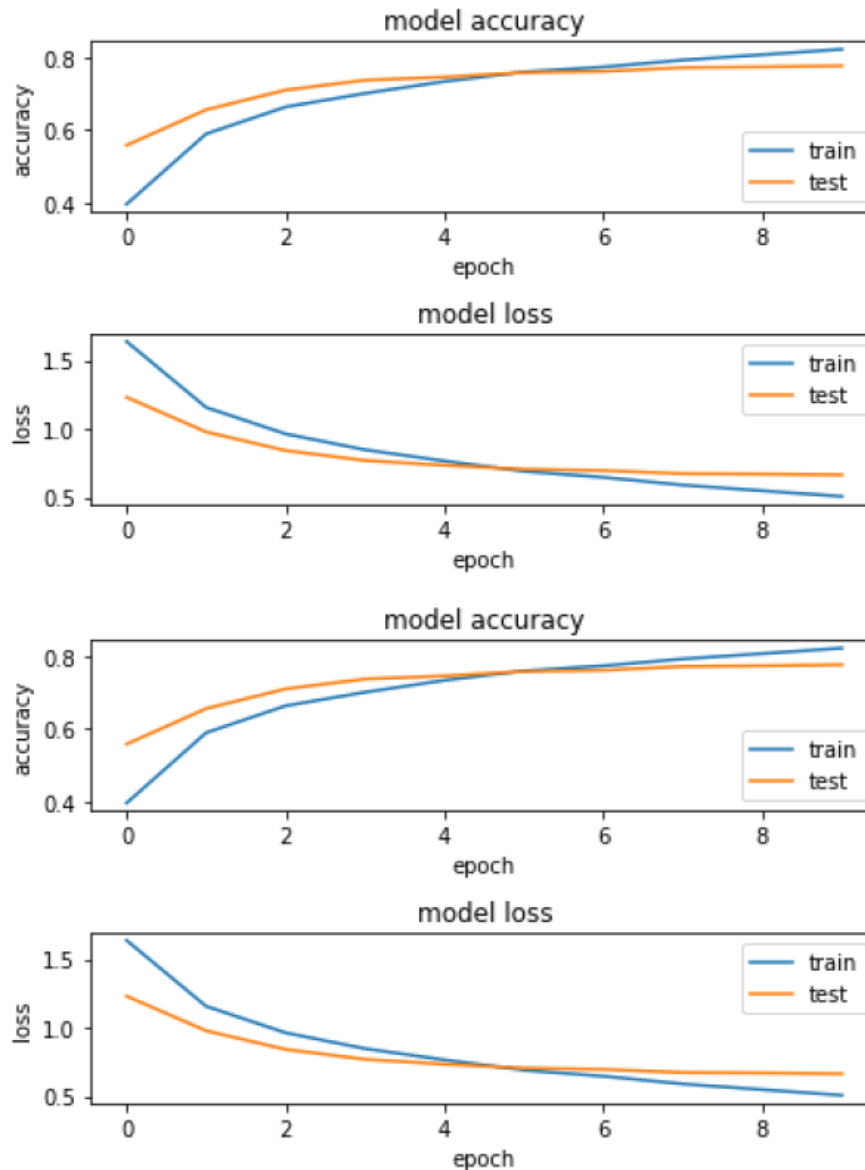 model accuracy
0.8
0.6
0.4
accuracy
train
test
0 2 4 6 8
epoch
model loss
1.5
1.0
0.5
loss
train
test
0 2 4 6 8
epoch
model accuracy
0.8
0.6
0.4
accuracy
train
test
0 2 4 6 8
epoch
model loss
1.5
1.0
0.5
loss
train
test
0 2 4 6 8
epoch